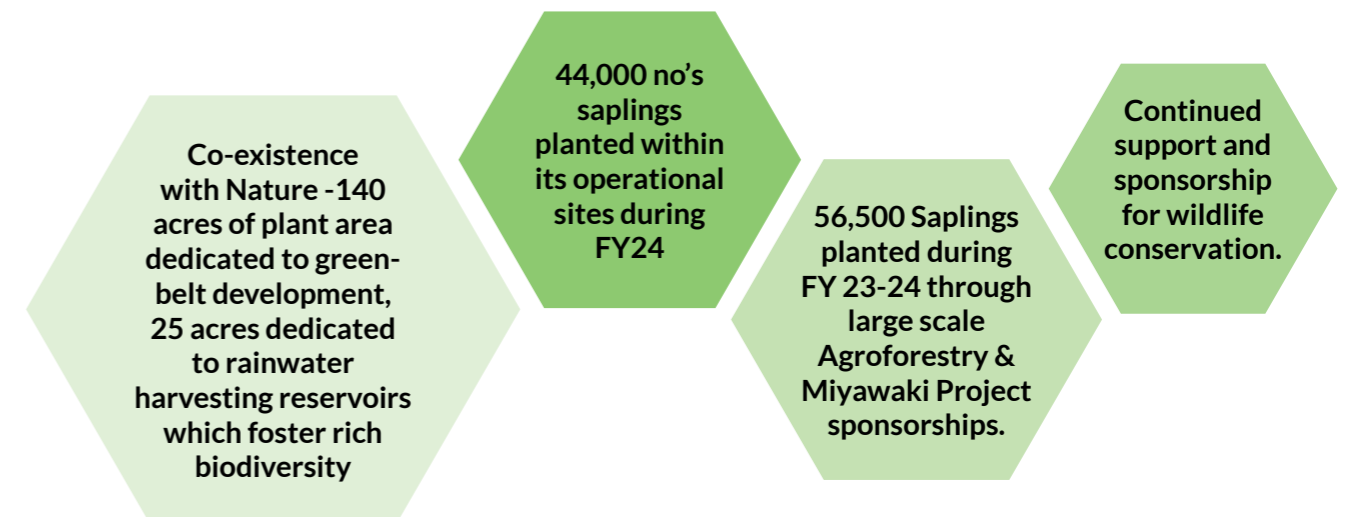 Co-existence
with Nature -140
acres of plant area
dedicated to green-
belt development,
25 acres dedicated
to rainwater
harvesting reservoirs
which foster rich
biodiversity
44,000 no’s
saplings
planted within
its operational
sites during
FY24
56,500 Saplings
planted during
FY 23-24 through
large scale
Agroforestry &
Miyawaki Project
sponsorships.
Continued
support and
sponsorship
for wildlife
conservation.